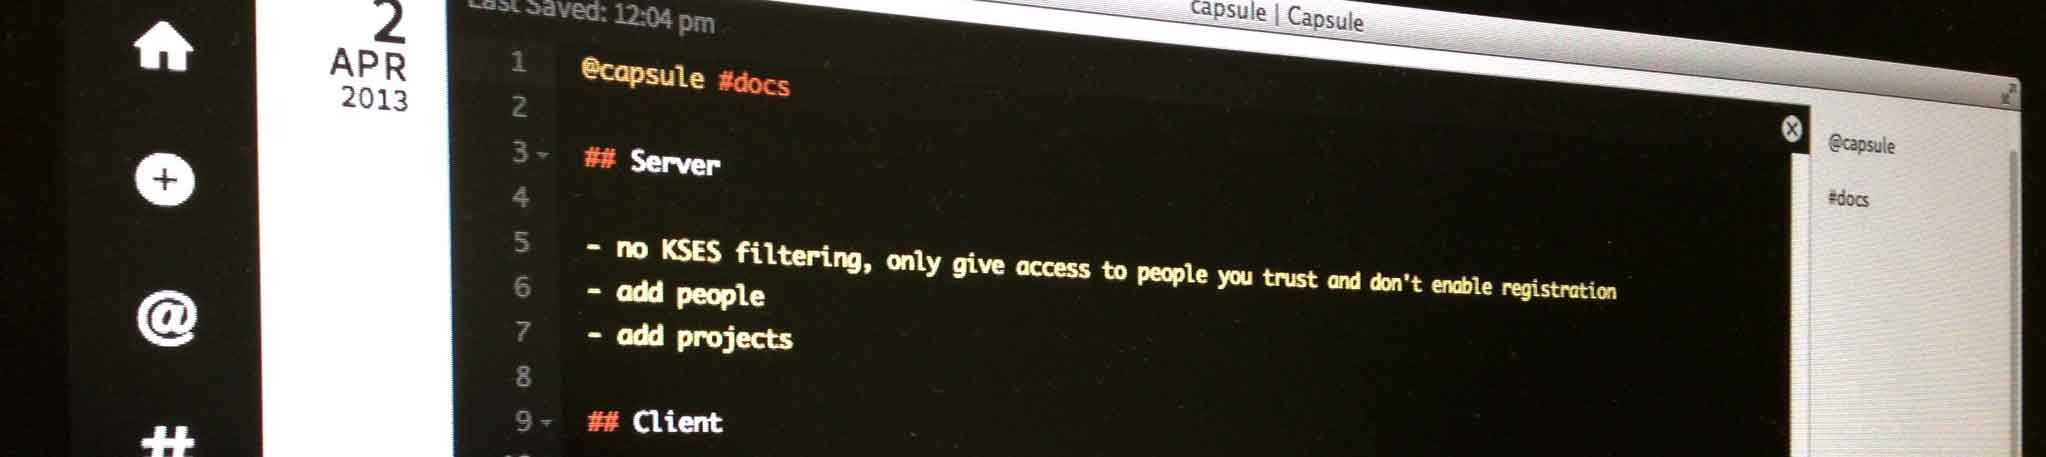 capsule | Capsule
2
APR
2013
Last Saved: 12:04 pm
1
@capsule #docs
2
3
## Server
4
5
- no KSES filtering, only give access to people you trust and don't enable registration
6
- add people
7
- add projects
8
9
## Client
@capsule
#docs
@
#